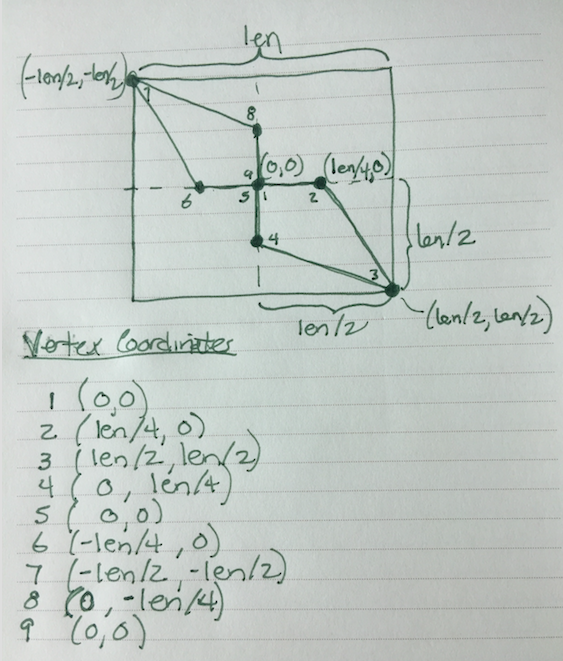 len
(-len/2,-len/2)
7
8
9 (0,0) (len/4,0)
6 5 1 2
len/2
4
3
(len/2,len/2)
len/2
Vertex Coordinates
1 (0,0)
2 (len/4, 0)
3 (len/2, len/2)
4 ( 0 , len/4)
5 ( 0,0)
6 (-len/4 , 0)
7 (-len/2, -len/2)
8 (0, -len/4)
9 (0,0)